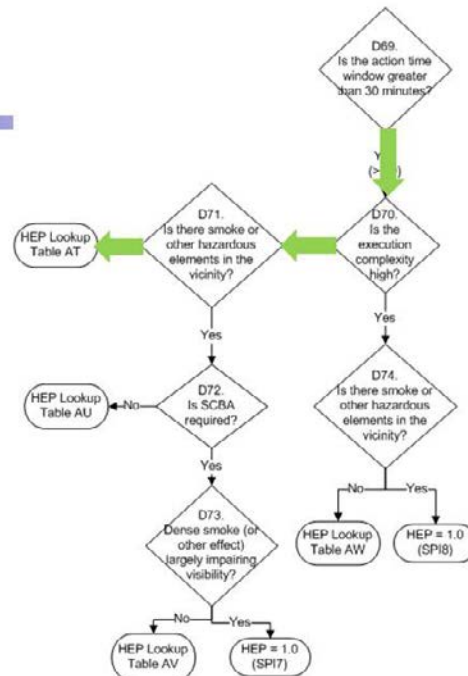 D69.
Is the action time
window greater
than 30 minutes?
D70.
Is the
execution
complexity
high?
D71.
Is there smoke or
other hazardous
elements in the
vicinity?
HEP Lookup
Table AT
Yes
Yes
D72.
Is SCBA
required?
No
HEP Lookup
Table AU
D74.
Is there smoke or
other hazardous
elements in the
vicinity?
Yes
No
Yes
D73.
Dense smoke (or
other effect)
largely impairing
visibility?
HEP Lookup
Table AW
HEP = 1.0
(SPI8)
No
Yes
HEP Lookup
Table AV
HEP = 1.0
(SPI7)